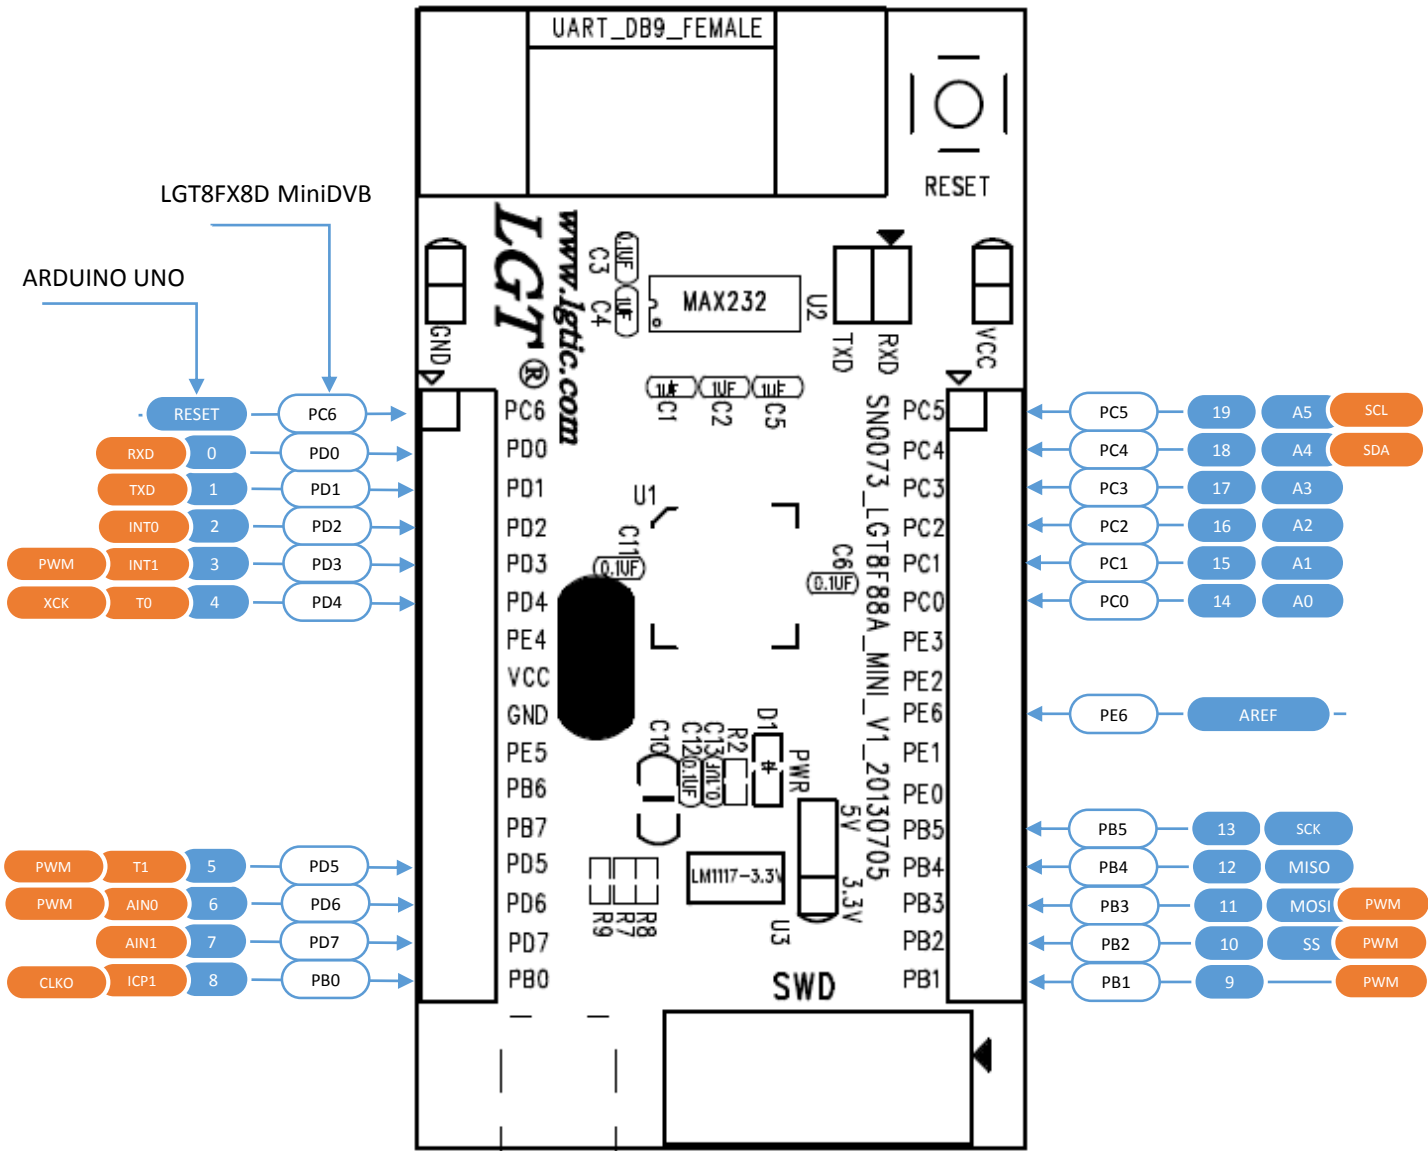 UART_DB9_FEMALE
RESET
LGT8FX8D MiniDVB
ARDUINO UNO
LGT®
www.lgtic.com
C3 0.1UF
C4 1UF
MAX232
U2
TXD
RXD
GND
VCC
1UF 1UF 1UF
C1 C2 C5
SN0073_LGT8F88A_MINI_V1_20130705
RESET PC6 PC6
RXD 0 PD0 PD0
TXD 1 PD1 PD1
INT0 2 PD2 PD2
PWM INT1 3 PD3 PD3
XCK T0 4 PD4 PD4
PE4
VCC
GND
PE5
PB6
PB7
PWM T1 5 PD5 PD5
PWM AIN0 6 PD6 PD6
AIN1 7 PD7 PD7
CLKO ICP1 8 PB0 PB0
U1
C11
0.1UF
C6
0.1UF
C10
C12
0.1UF
C13
0.1UF
R2
D1
PWR
5V
3.3V
LM1117-3.3V
U3
R9
R7
R8
SWD
PC5 PC5 19 A5 SCL
PC4 PC4 18 A4 SDA
PC3 PC3 17 A3
PC2 PC2 16 A2
PC1 PC1 15 A1
PC0 PC0 14 A0
PE3
PE2
PE6 PE6 AREF
PE1
PE0
PB5 PB5 13 SCK
PB4 PB4 12 MISO
PB3 PB3 11 MOSI PWM
PB2 PB2 10 SS PWM
PB1 PB1 9 PWM